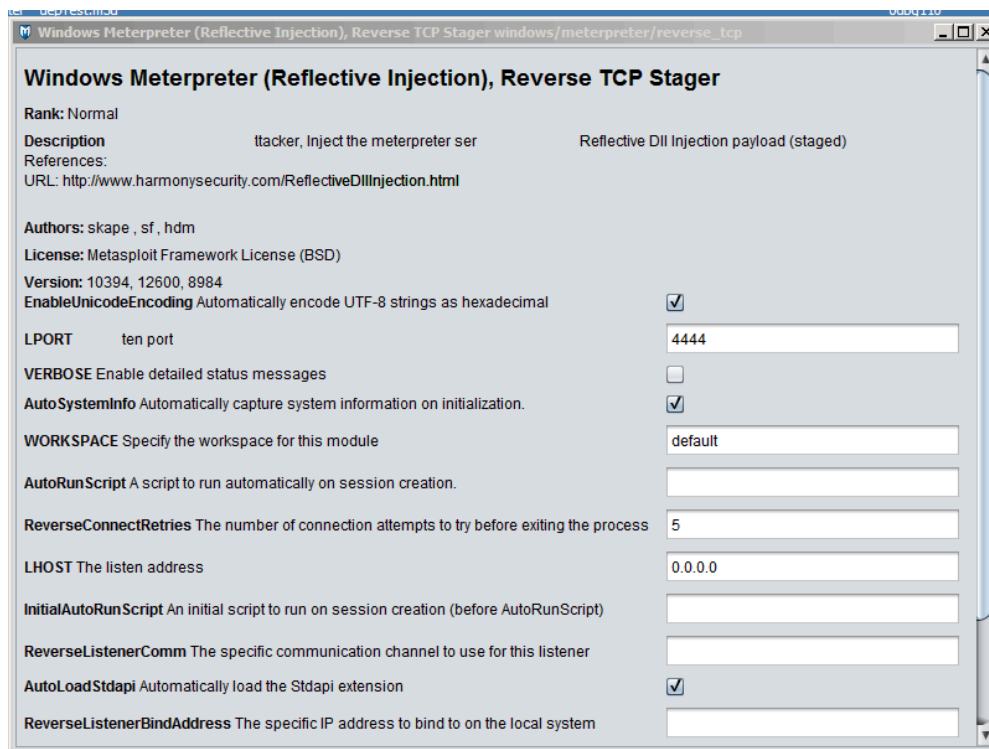 deprest.m3u
Windows Meterpreter (Reflective Injection), Reverse TCP Stager windows/meterpreter/reverse_tcp
Windows Meterpreter (Reflective Injection), Reverse TCP Stager
Rank: Normal
Description ttacker, Inject the meterpreter ser Reflective Dll Injection payload (staged)
References:
URL: http://www.harmonysecurity.com/ReflectiveDllInjection.html
Authors: skape , sf , hdm
License: Metasploit Framework License (BSD)
Version: 10394, 12600, 8984
EnableUnicodeEncoding Automatically encode UTF-8 strings as hexadecimal
LPORT ten port 4444
VERBOSE Enable detailed status messages
AutoSystemInfo Automatically capture system information on initialization.
WORKSPACE Specify the workspace for this module default
AutoRunScript A script to run automatically on session creation.
ReverseConnectRetries The number of connection attempts to try before exiting the process 5
LHOST The listen address 0.0.0.0
InitialAutoRunScript An initial script to run on session creation (before AutoRunScript)
ReverseListenerComm The specific communication channel to use for this listener
AutoLoadStdapi Automatically load the Stdapi extension
ReverseListenerBindAddress The specific IP address to bind to on the local system